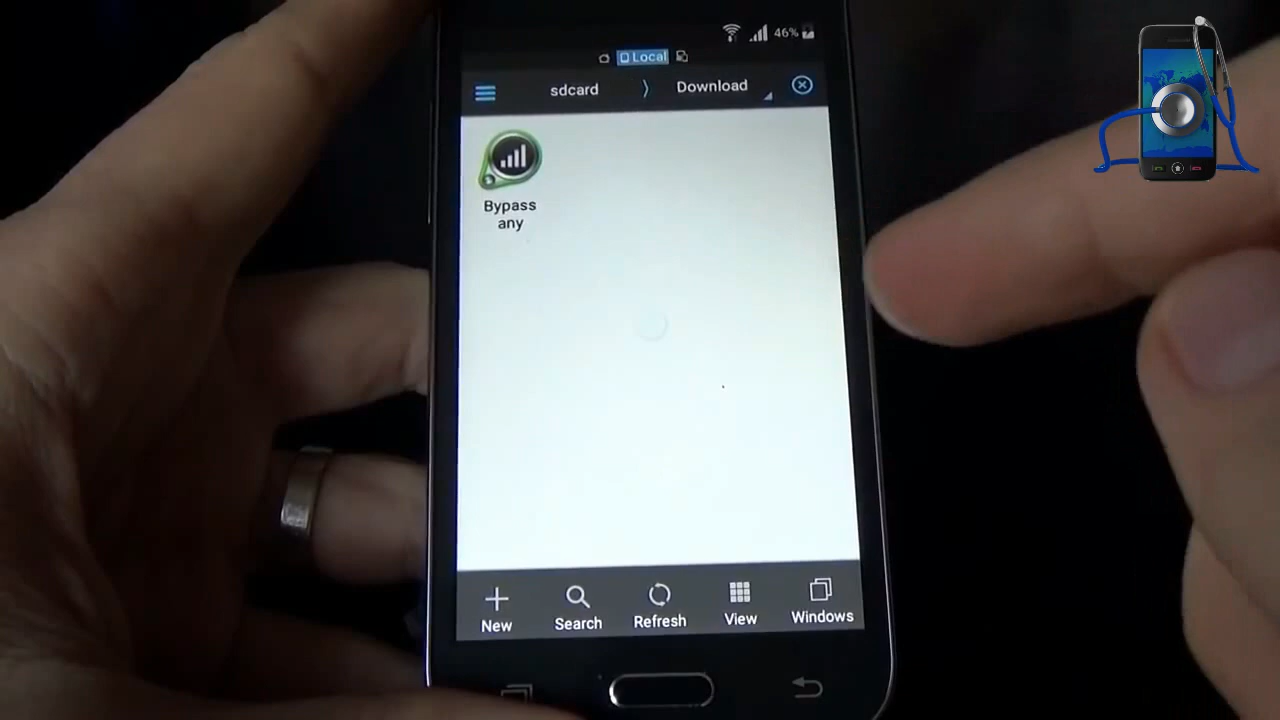 46%
Local
sdcard
Download
Bypass
any
New
Search
Refresh
View
Windows